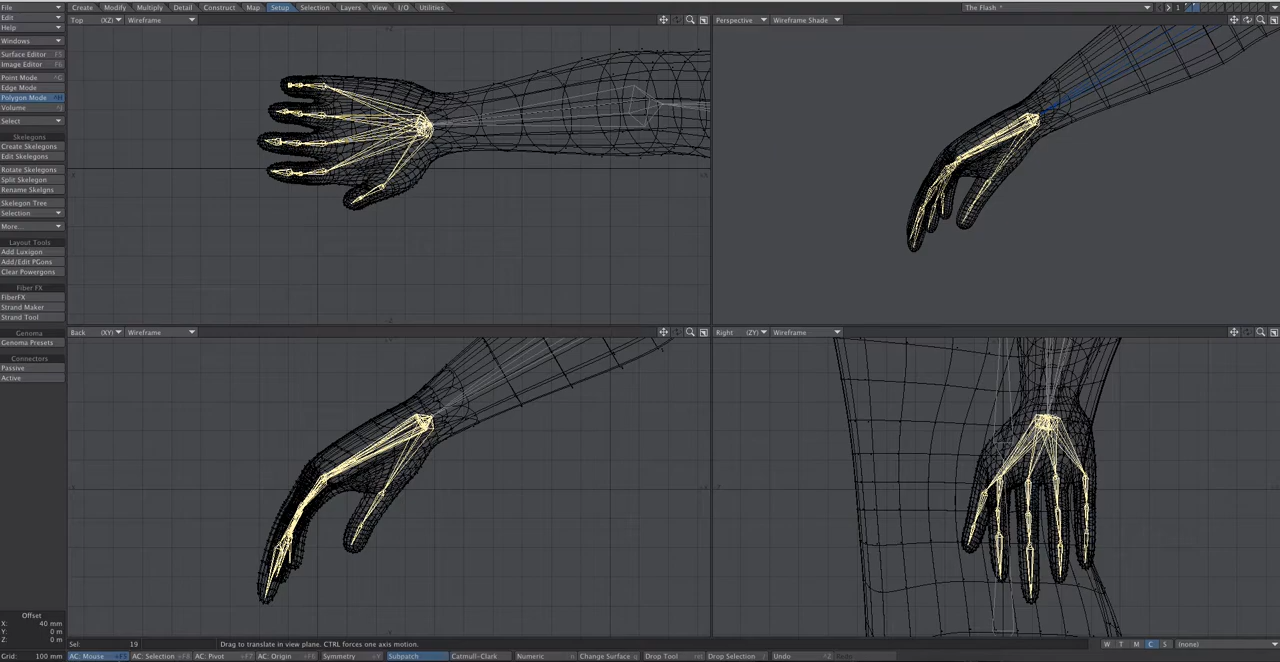 File Create Modify Multiply Detail Construct Map Setup Selection Layers View I/O Utilities The Flash * 1
Edit
Help
Windows
Surface Editor F5
Image Editor F6
Point Mode ^G
Edge Mode
Polygon Mode ^H
Volume ^J
Select
Skelegons
Create Skelegons
Edit Skelegons
Rotate Skelegons
Split Skelegon
Rename Skelgns
Skelegon Tree
Selection
More...
Layout Tools
Add Luxigon
Add/Edit PGons
Clear Powergons
Fiber FX
FiberFX
Strand Maker
Strand Tool
Genoma
Genoma Presets
Connectors
Passive
Active
Top (XZ) Wireframe
Perspective Wireframe Shade
Back (XY) Wireframe
Right (ZY) Wireframe
Offset
X: 40 mm
Y: 0 m
Z: 0 m
Sel: 19 Drag to translate in view plane. CTRL forces one axis motion. W T M C S (none)
Grid: 100 mm AC: Mouse AC: Selection AC: Pivot AC: Origin Symmetry Subpatch Catmull-Clark Numeric Change Surface q Drop Tool Drop Selection / Undo